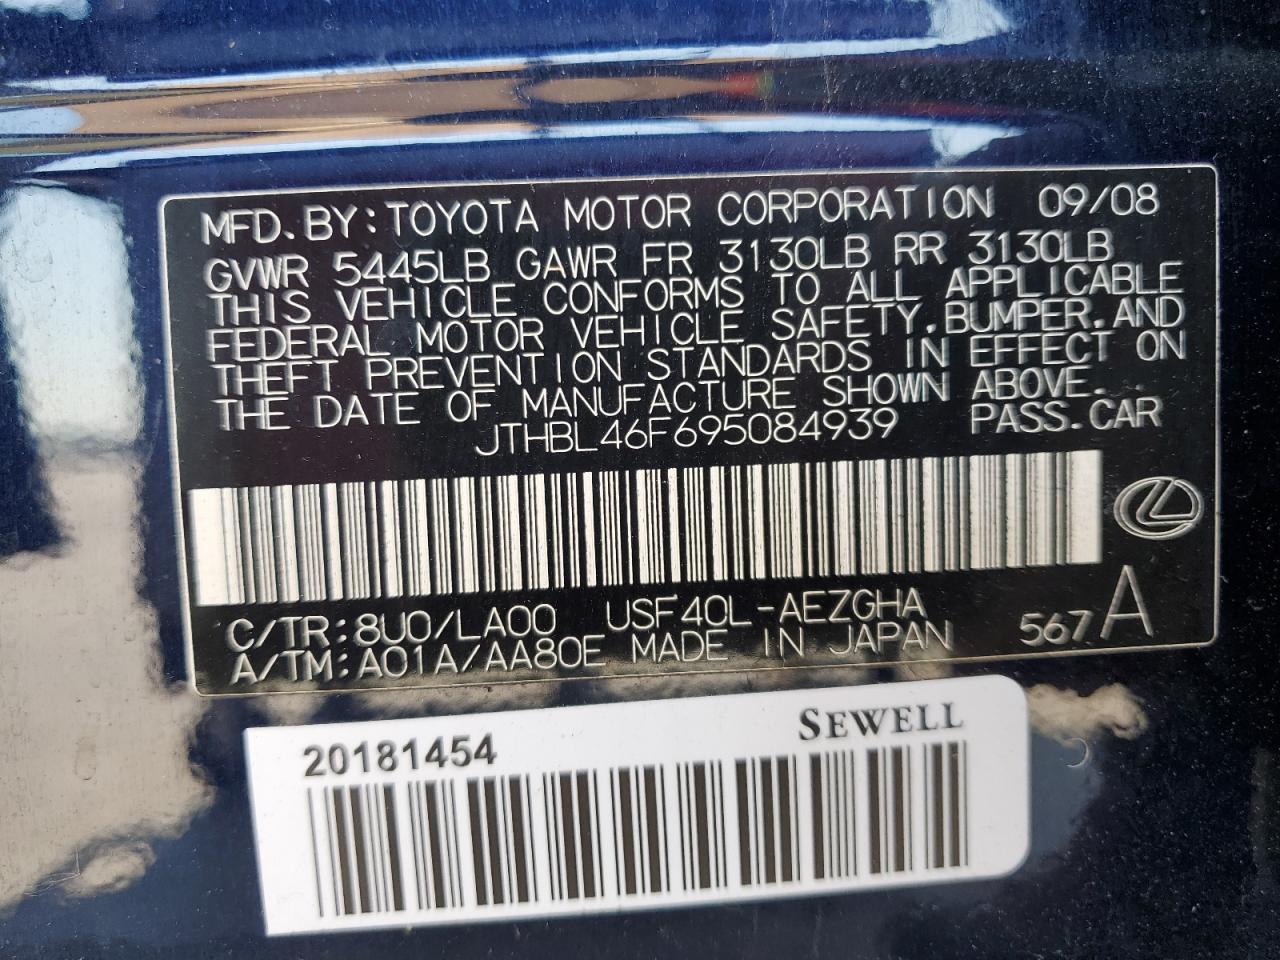 MFD. BY: TOYOTA MOTOR CORPORATION 09/08
GVWR 5445LB GAWR FR 3130LB RR 3130LB
THIS VEHICLE CONFORMS TO ALL APPLICABLE
FEDERAL MOTOR VEHICLE SAFETY, BUMPER, AND
THEFT PREVENTION STANDARDS IN EFFECT ON
THE DATE OF MANUFACTURE SHOWN ABOVE.
JTHBL46F695084939 PASS. CAR
C/TR: 8U0/LA00 USF40L-AEZGHA
A/TM: A01A/AA80E MADE IN JAPAN 567 A
SEWELL
20181454